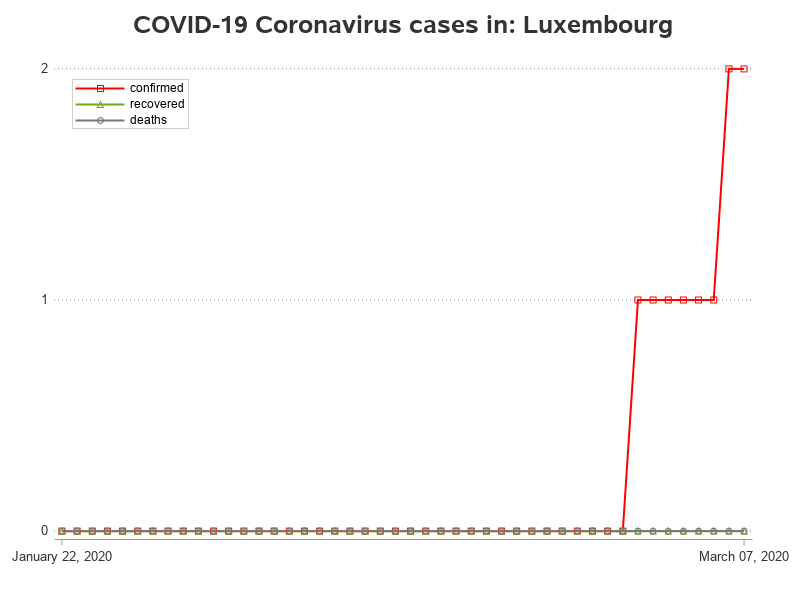 COVID-19 Coronavirus cases in: Luxembourg
2
confirmed
recovered
deaths
1
0
January 22, 2020
March 07, 2020